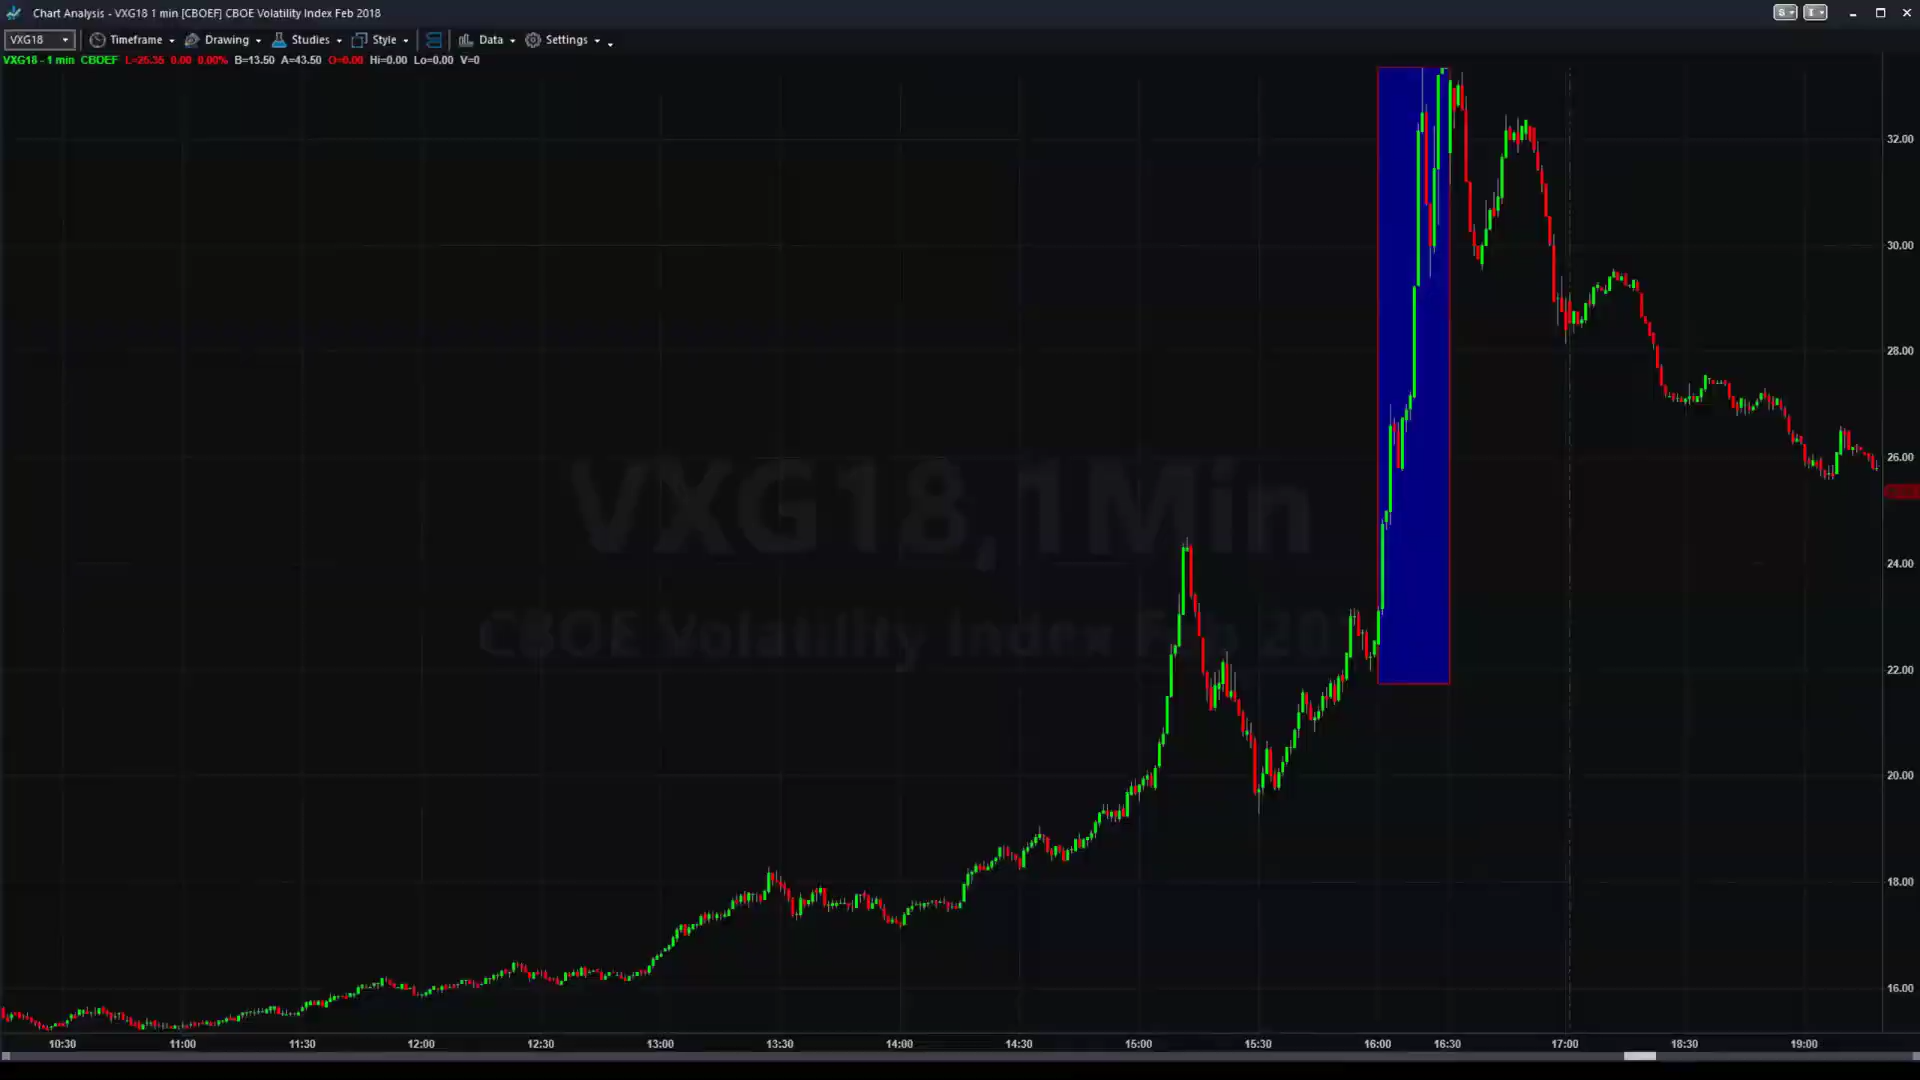 Chart Analysis - VXG18 1 min [CBOEF] CBOE Volatility Index Feb 2018
VXG18 Timeframe Drawing Studies Style Data Settings
VXG18 - 1 min CBOEF L=25.35 0.00 0.00% B=13.50 A=43.50 O=0.00 Hi=0.00 Lo=0.00 V=0
32.00
30.00
28.00
26.00
VXG18,1Min
24.00
CBOE Volatility Index Feb 20
22.00
20.00
18.00
16.00
10:30 11:00 11:30 12:00 12:30 13:00 13:30 14:00 14:30 15:00 15:30 16:00 16:30 17:00 18:30 19:00